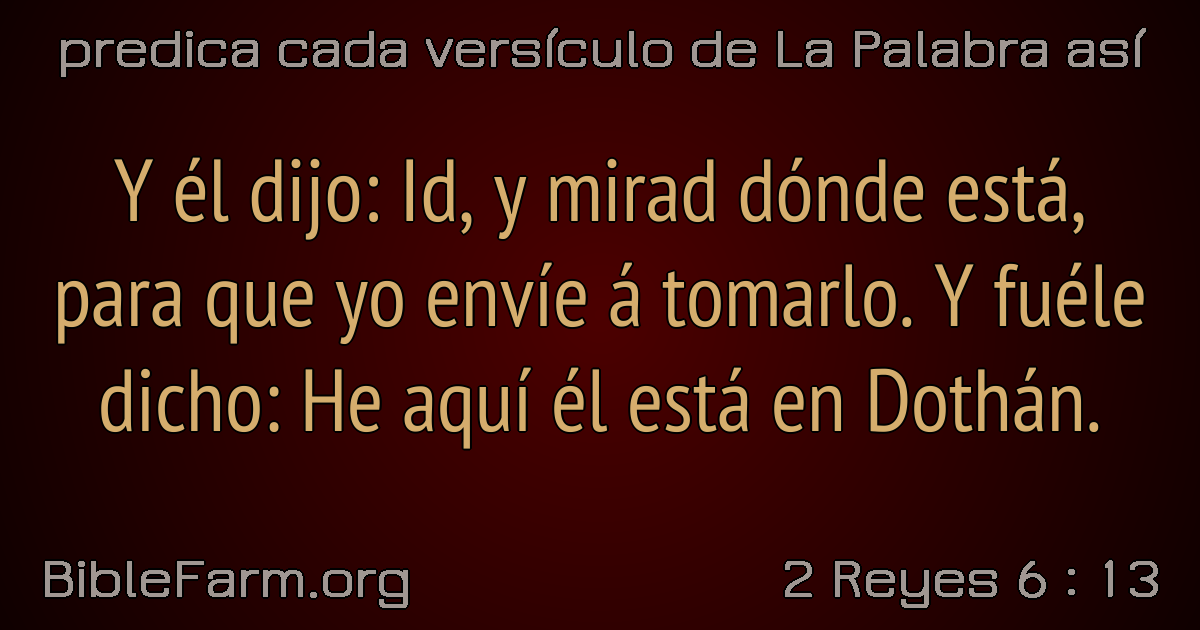 predica cada versículo de La Palabra así
Y él dijo: Id, y mirad dónde está,
para que yo envíe á tomarlo. Y fuéle
dicho: He aquí él está en Dothán.
BibleFarm.org
2 Reyes 6 : 13